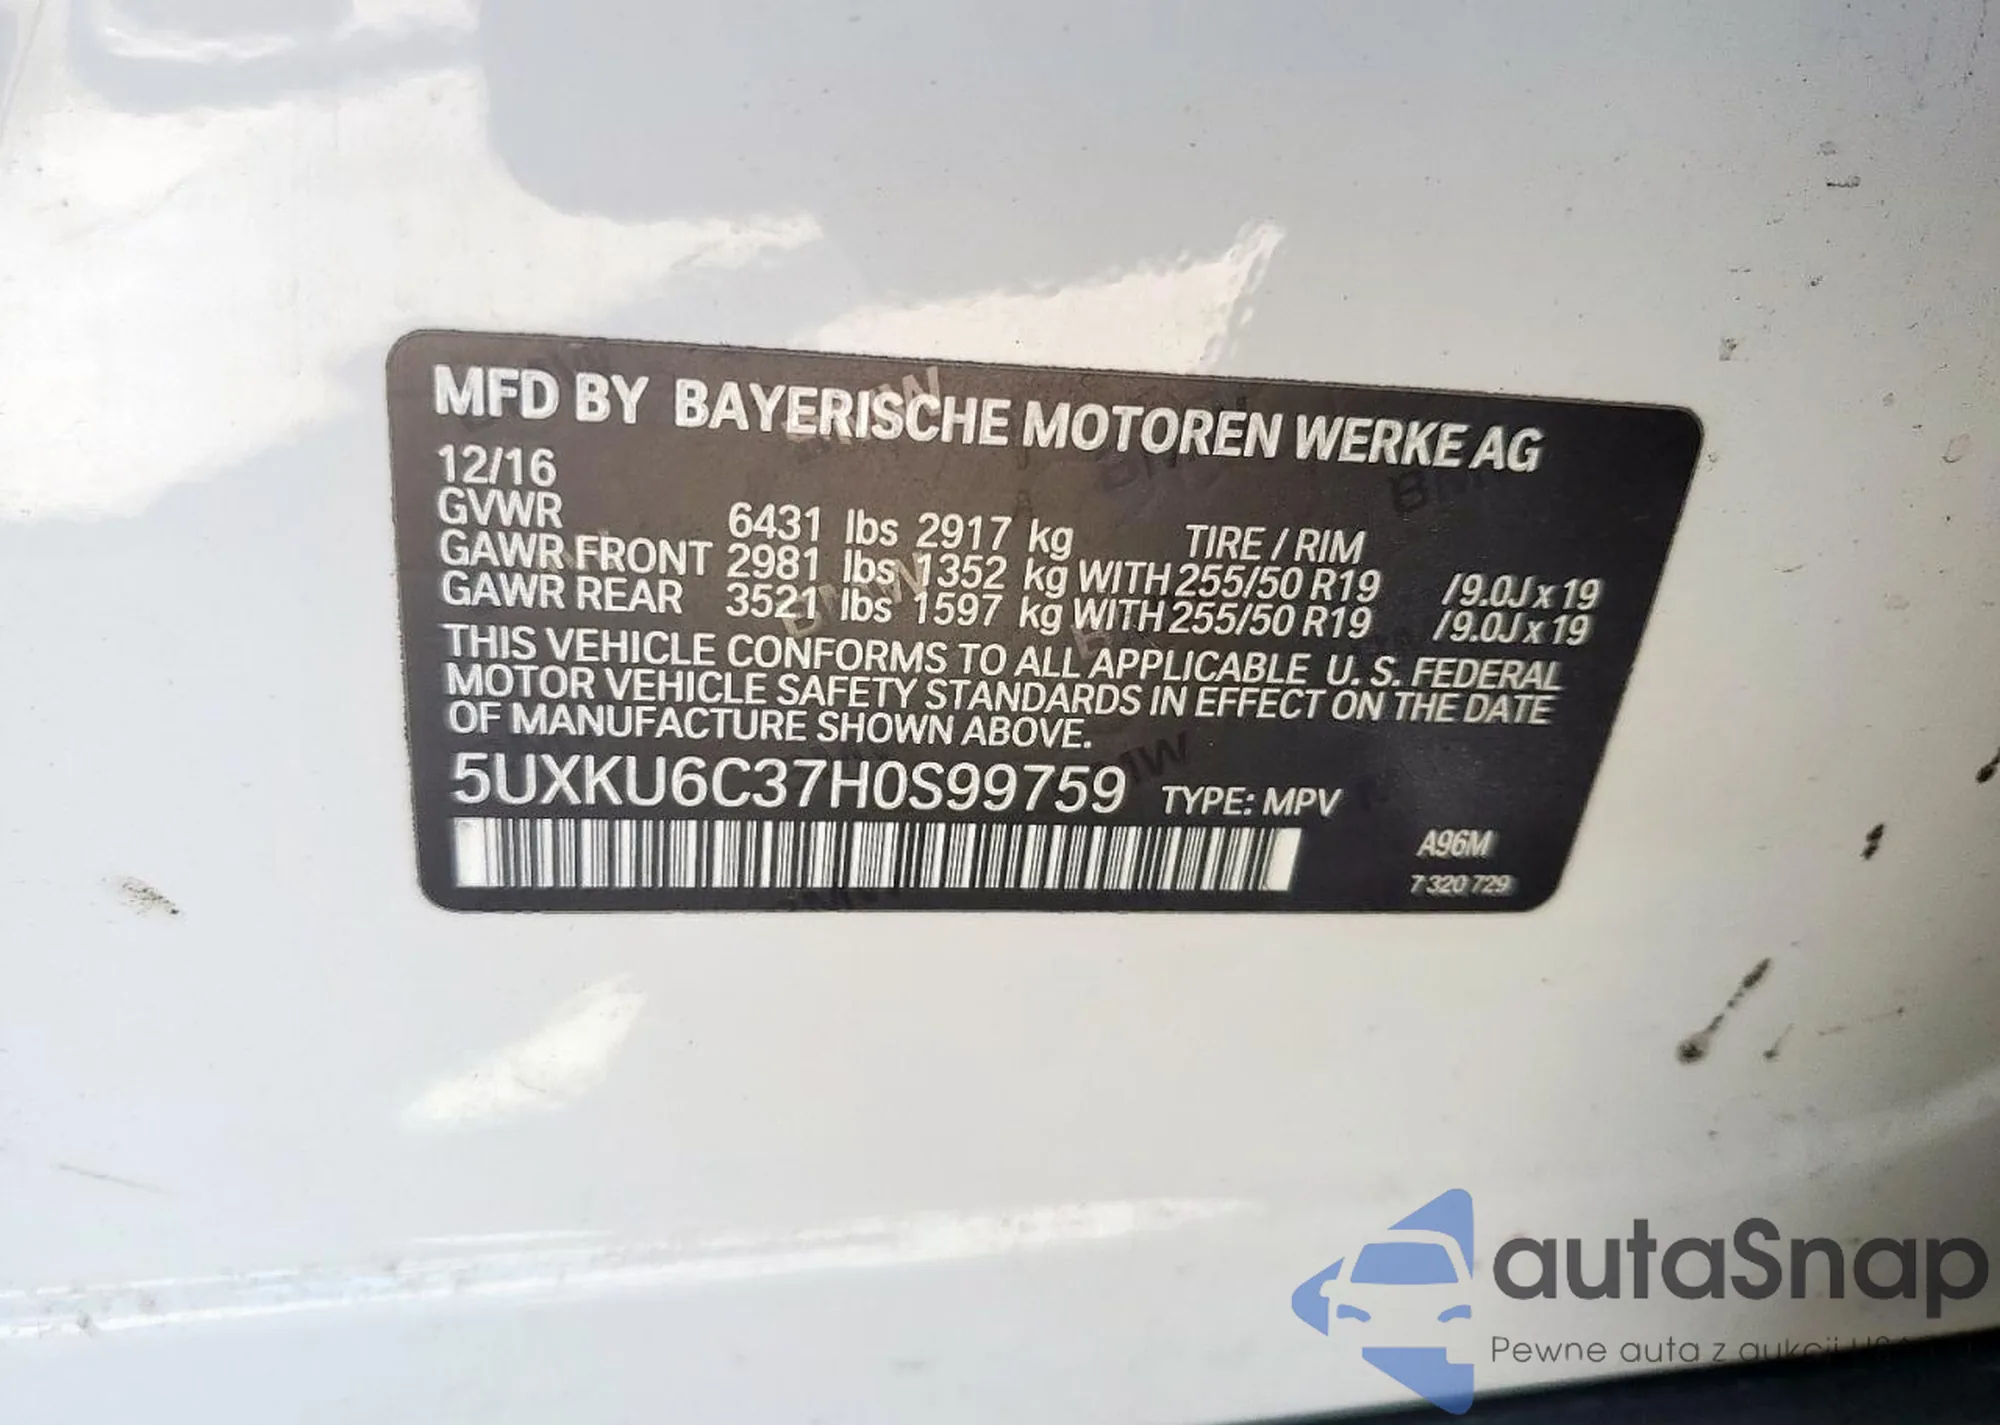 MFD BY BAYERISCHE MOTOREN WERKE AG
12/16
GVWR 6431 lbs 2917 kg TIRE / RIM
GAWR FRONT 2981 lbs 1352 kg WITH 255/50 R19 /9.0J x 19
GAWR REAR 3521 lbs 1597 kg WITH 255/50 R19 /9.0J x 19
THIS VEHICLE CONFORMS TO ALL APPLICABLE U. S. FEDERAL
MOTOR VEHICLE SAFETY STANDARDS IN EFFECT ON THE DATE
OF MANUFACTURE SHOWN ABOVE.
5UXKU6C37H0S99759 TYPE: MPV
A96M
7 320 729
autaSnap
Pewne auta z aukcji